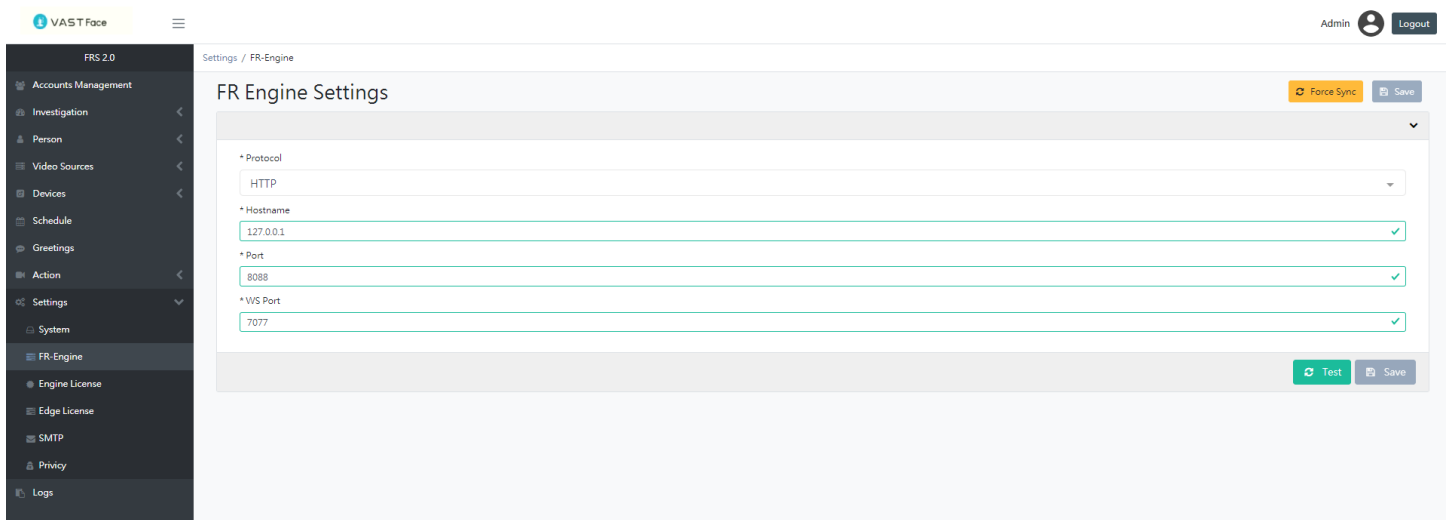 VAST Face
Admin
Logout
FRS 2.0
Settings / FR-Engine
Accounts Management
Investigation
Person
Video Sources
Devices
Schedule
Greetings
Action
Settings
System
FR-Engine
Engine License
Edge License
SMTP
Privicy
Logs
FR Engine Settings
Force Sync
Save
* Protocol
HTTP
* Hostname
127.0.0.1
* Port
8088
* WS Port
7077
Test
Save